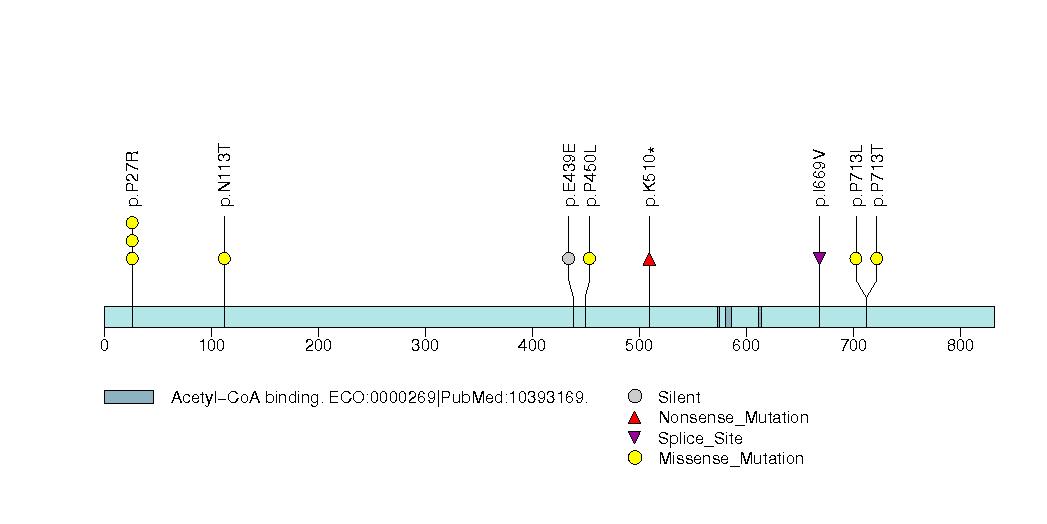 p.P27R
p.N113T
p.E439E
p.P450L
p.K510*
p.I669V
p.P713L
p.P713T
0 100 200 300 400 500 600 700 800
Acetyl-CoA binding. ECO:0000269|PubMed:10393169.
Silent
Nonsense_Mutation
Splice_Site
Missense_Mutation